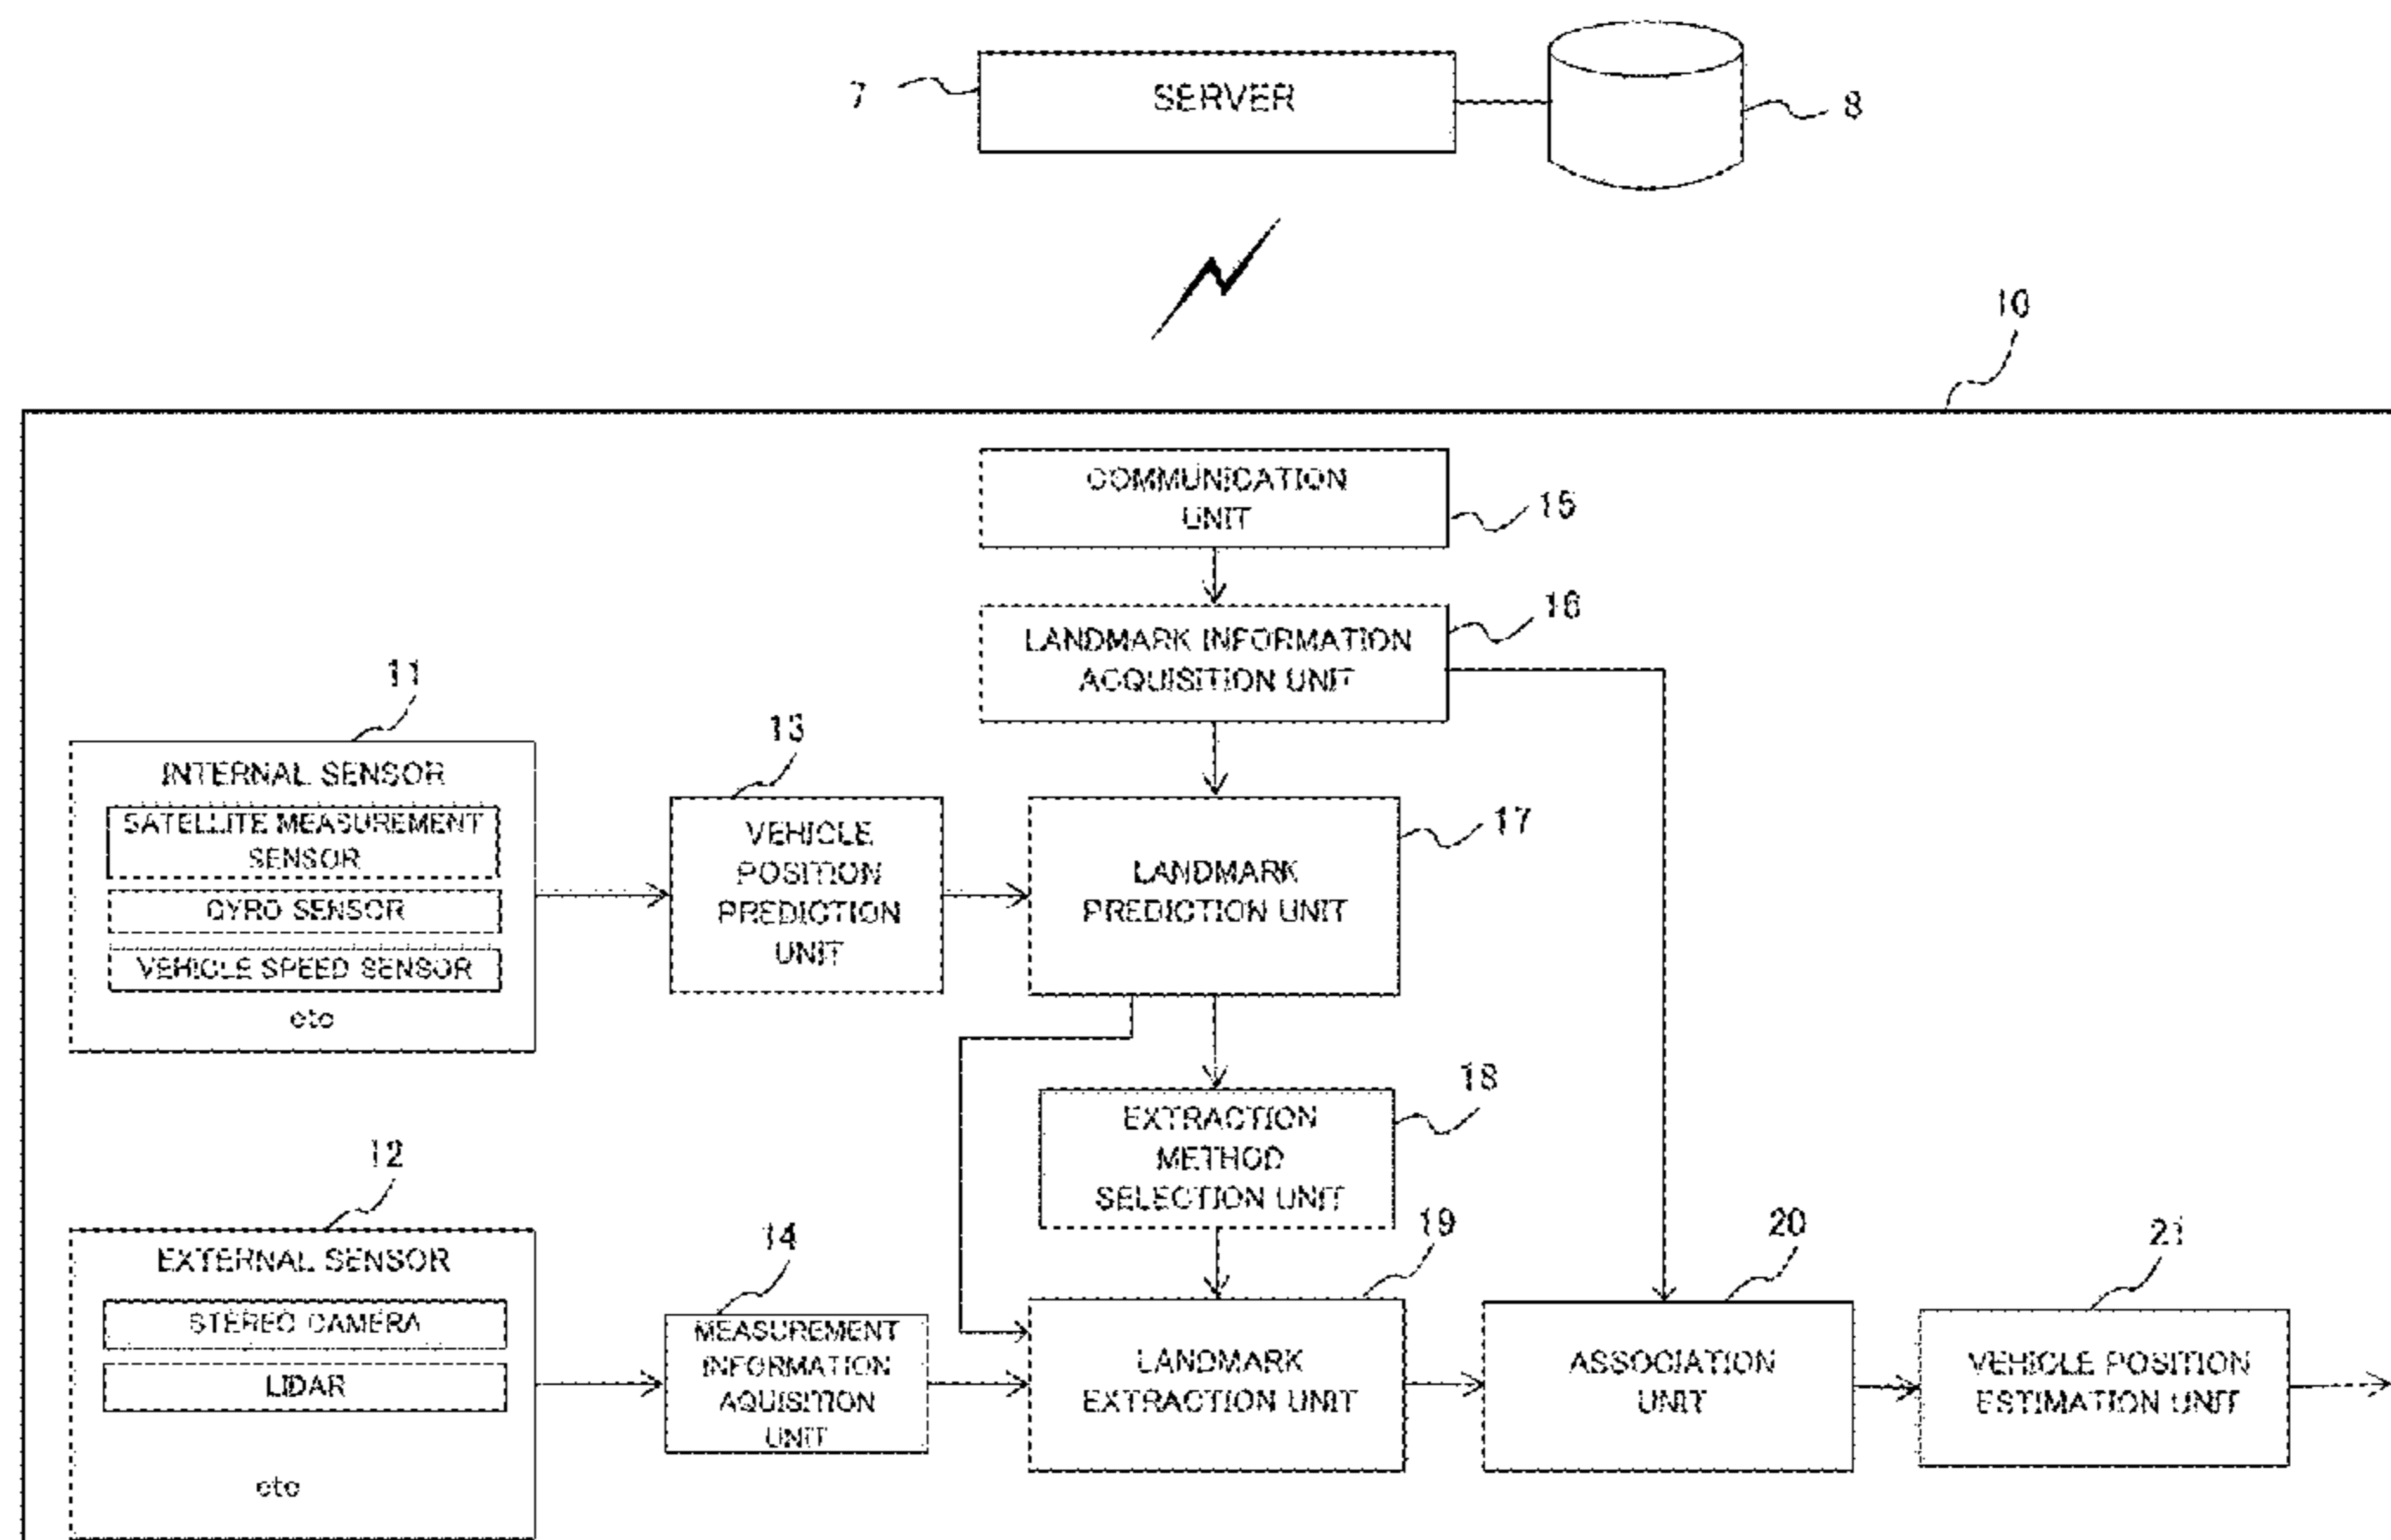 7
SERVER
8
10
COMMUNICATION
UNIT
15
16
LANDMARK INFORMATION
ACQUISITION UNIT
11
INTERNAL SENSOR
SATELLITE MEASUREMENT
SENSOR
GYRO SENSOR
VEHICLE SPEED SENSOR
etc
13
VEHICLE
POSITION
PREDICTION
UNIT
17
LANDMARK
PREDICTION UNIT
18
EXTRACTION
METHOD
SELECTION UNIT
12
EXTERNAL SENSOR
STEREO CAMERA
LIDAR
etc
14
MEASUREMENT
INFORMATION
AQUISITION
UNIT
19
LANDMARK
EXTRACTION UNIT
20
ASSOCIATION
UNIT
21
VEHICLE POSITION
ESTIMATION UNIT